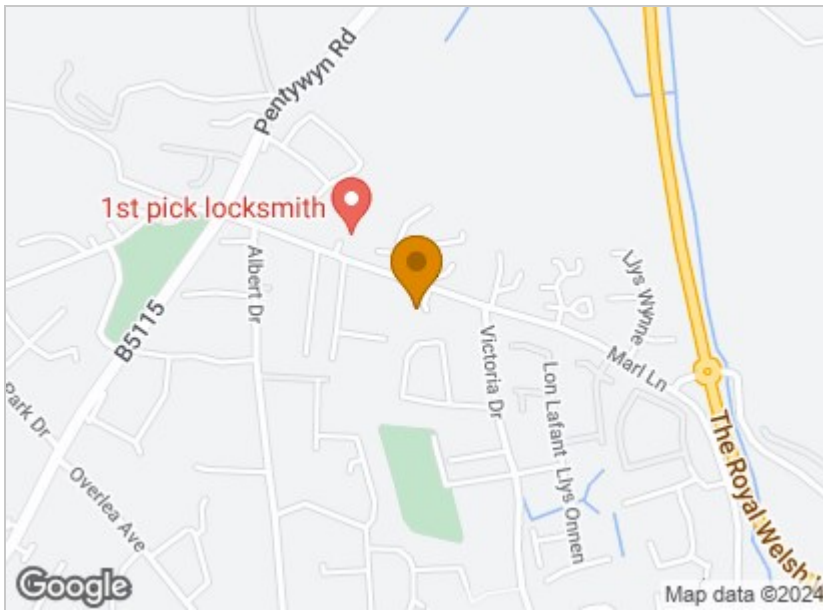 Pentywyn Rd
1st pick locksmith
Albert Dr
B5115
Llys Wynne
Marl Ln
Victoria Dr
Lon Lafant
Llys Onnen
Park Dr
Overlea Ave
The Royal Welsh
Google
Map data ©2024